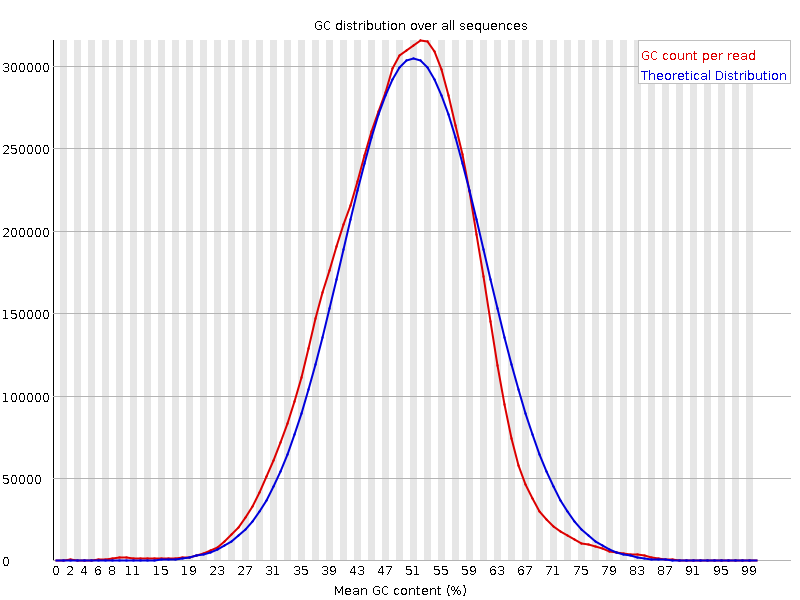 GC distribution over all sequences
GC count per read
Theoretical Distribution
300000
250000
200000
150000
100000
50000
0
0 2 4 6 8 11 15 19 23 27 31 35 39 43 47 51 55 59 63 67 71 75 79 83 87 91 95 99
Mean GC content (%)